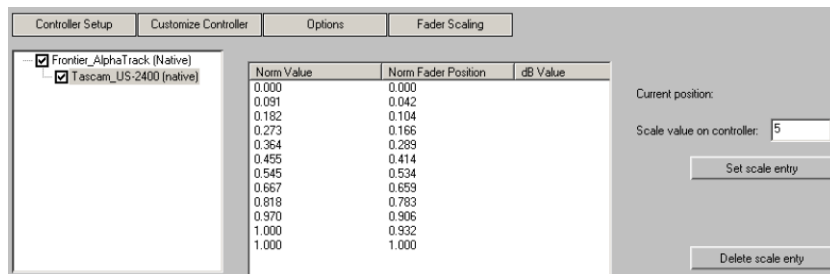 Controller Setup Customize Controller Options Fader Scaling
Frontier_AlphaTrack (Native)
Tascam_US-2400 (native)
Norm Value Norm Fader Position dB Value
0.000 0.000
0.091 0.042
0.182 0.104
0.273 0.166
0.364 0.289
0.455 0.414
0.545 0.534
0.667 0.659
0.818 0.783
0.970 0.906
1.000 0.932
1.000 1.000
Current position:
Scale value on controller: 5
Set scale entry
Delete scale enty